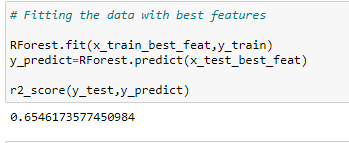 # Fitting the data with best features
RForest.fit(x_train_best_feat,y_train)
y_predict=RForest.predict(x_test_best_feat)
r2_score(y_test,y_predict)
0.6546173577450984